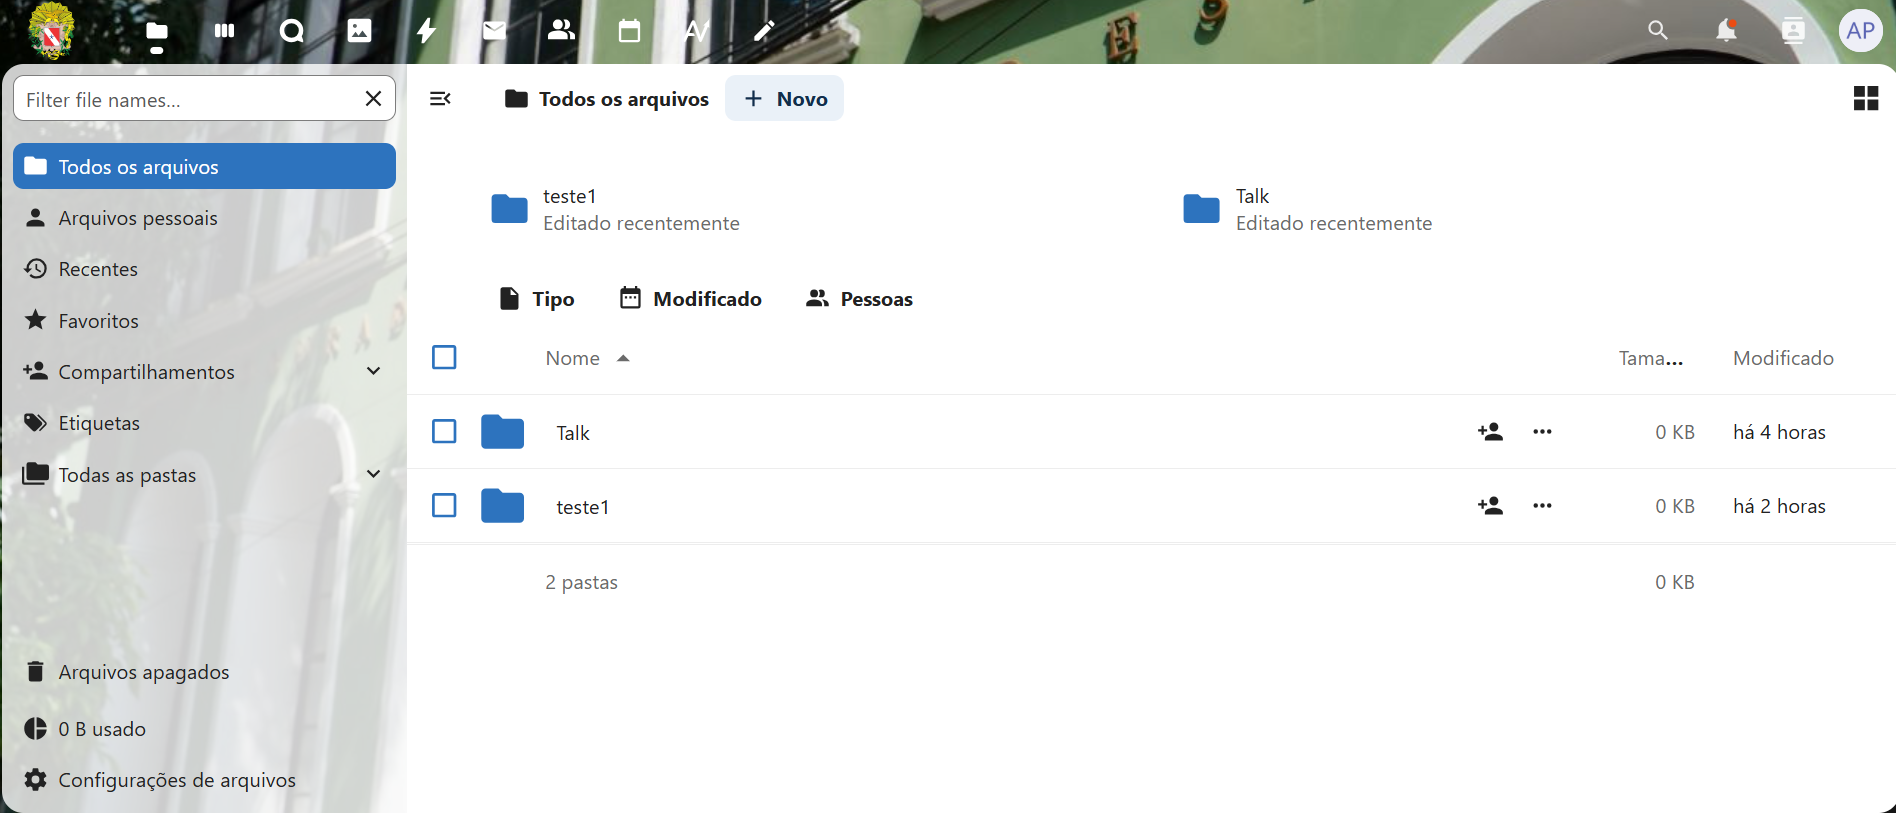 AP
Filter file names...
Todos os arquivos
Arquivos pessoais
Recentes
Favoritos
Compartilhamentos
Etiquetas
Todas as pastas
Arquivos apagados
0 B usado
Configurações de arquivos
Todos os arquivos
Novo
teste1
Editado recentemente
Talk
Editado recentemente
Tipo Modificado Pessoas
Nome Tama... Modificado
Talk 0 KB há 4 horas
teste1 0 KB há 2 horas
2 pastas 0 KB